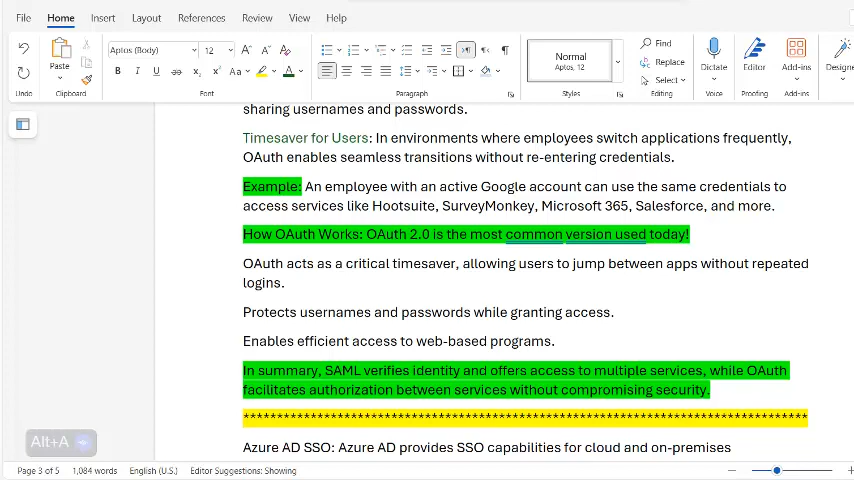 File Home Insert Layout References Review View Help
Aptos (Body) 12 A A A Aa
Paste
B I U ab x2 x2 A
Normal
Aptos, 12
Find
Replace
Select
Dictate Editor Add-ins Designe
Undo Clipboard Font Paragraph Styles Editing Voice Proofing Add-ins
sharing usernames and passwords.
Timesaver for Users: In environments where employees switch applications frequently,
OAuth enables seamless transitions without re-entering credentials.
Example: An employee with an active Google account can use the same credentials to
access services like Hootsuite, SurveyMonkey, Microsoft 365, Salesforce, and more.
How OAuth Works: OAuth 2.0 is the most common version used today!
OAuth acts as a critical timesaver, allowing users to jump between apps without repeated
logins.
Protects usernames and passwords while granting access.
Enables efficient access to web-based programs.
In summary, SAML verifies identity and offers access to multiple services, while OAuth
facilitates authorization between services without compromising security.
************************************************************************************
Azure AD SSO: Azure AD provides SSO capabilities for cloud and on-premises
Alt+A
Page 3 of 5 1,084 words English (U.S.) Editor Suggestions: Showing